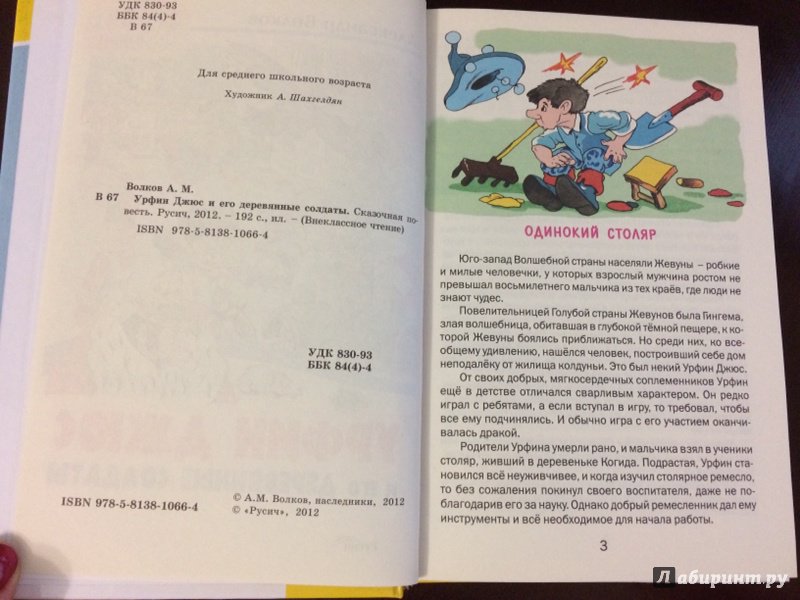 УДК 830-93
ББК 84(4)-4
В 67
Для среднего школьного возраста
Художник А. Шахгелдян
Волков А. М.
В 67 Урфин Джюс и его деревянные солдаты. Сказочная по-
весть. Русич, 2012. – 192 с., ил. – (Внеклассное чтение)
ISBN 978-5-8138-1066-4
УДК 830-93
ББК 84(4)-4
ISBN 978-5-8138-1066-4
© А.М. Волков, наследники, 2012
© «Русич», 2012
ОДИНОКИЙ СТОЛЯР
Юго-запад Волшебной страны населяли Жевуны – робкие
и милые человечки, у которых взрослый мужчина ростом не
превышал восьмилетнего мальчика из тех краёв, где люди не
знают чудес.
Повелительницей Голубой страны Жевунов была Гингема,
злая волшебница, обитавшая в глубокой тёмной пещере, к ко-
торой Жевуны боялись приближаться. Но среди них, ко все-
общему удивлению, нашёлся человек, построивший себе дом
неподалёку от жилища колдуньи. Это был некий Урфин Джюс.
От своих добрых, мягкосердечных соплеменников Урфин
ещё в детстве отличался сварливым характером. Он редко
играл с ребятами, а если вступал в игру, то требовал, чтобы
все ему подчинялись. И обычно игра с его участием оканчи-
валась дракой.
Родители Урфина умерли рано, и мальчика взял в ученики
столяр, живший в деревеньке Когида. Подрастая, Урфин ста-
новился всё неуживчивее, и когда изучил столярное ремесло,
то без сожаления покинул своего воспитателя, даже не по-
благодарив его за науку. Однако добрый ремесленник дал ему
инструменты и всё необходимое для начала работы.
3
Лабиринт.ру